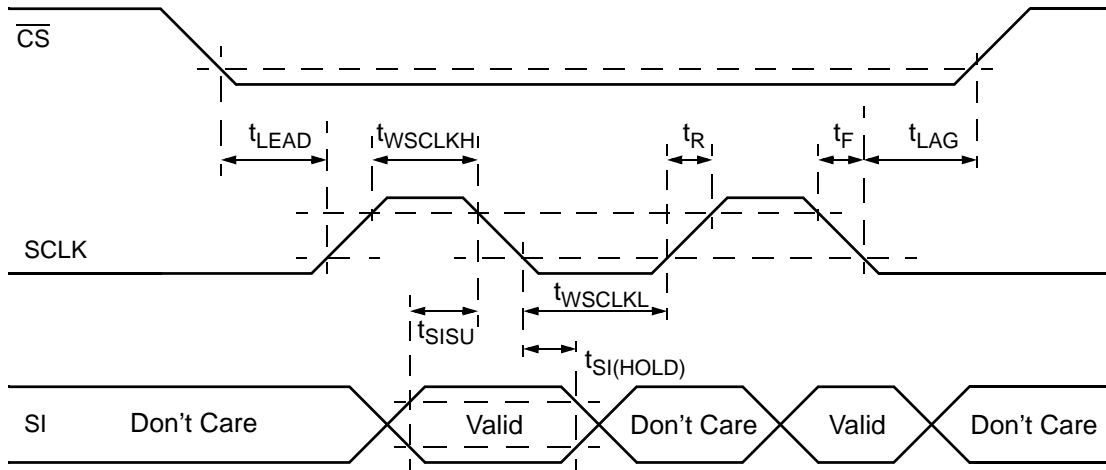 CS
tLEAD
tWSCLKH
tR
tF
tLAG
SCLK
tWSCLKL
tSISU
tSI(HOLD)
SI
Don't Care
Valid
Don't Care
Valid
Don't Care